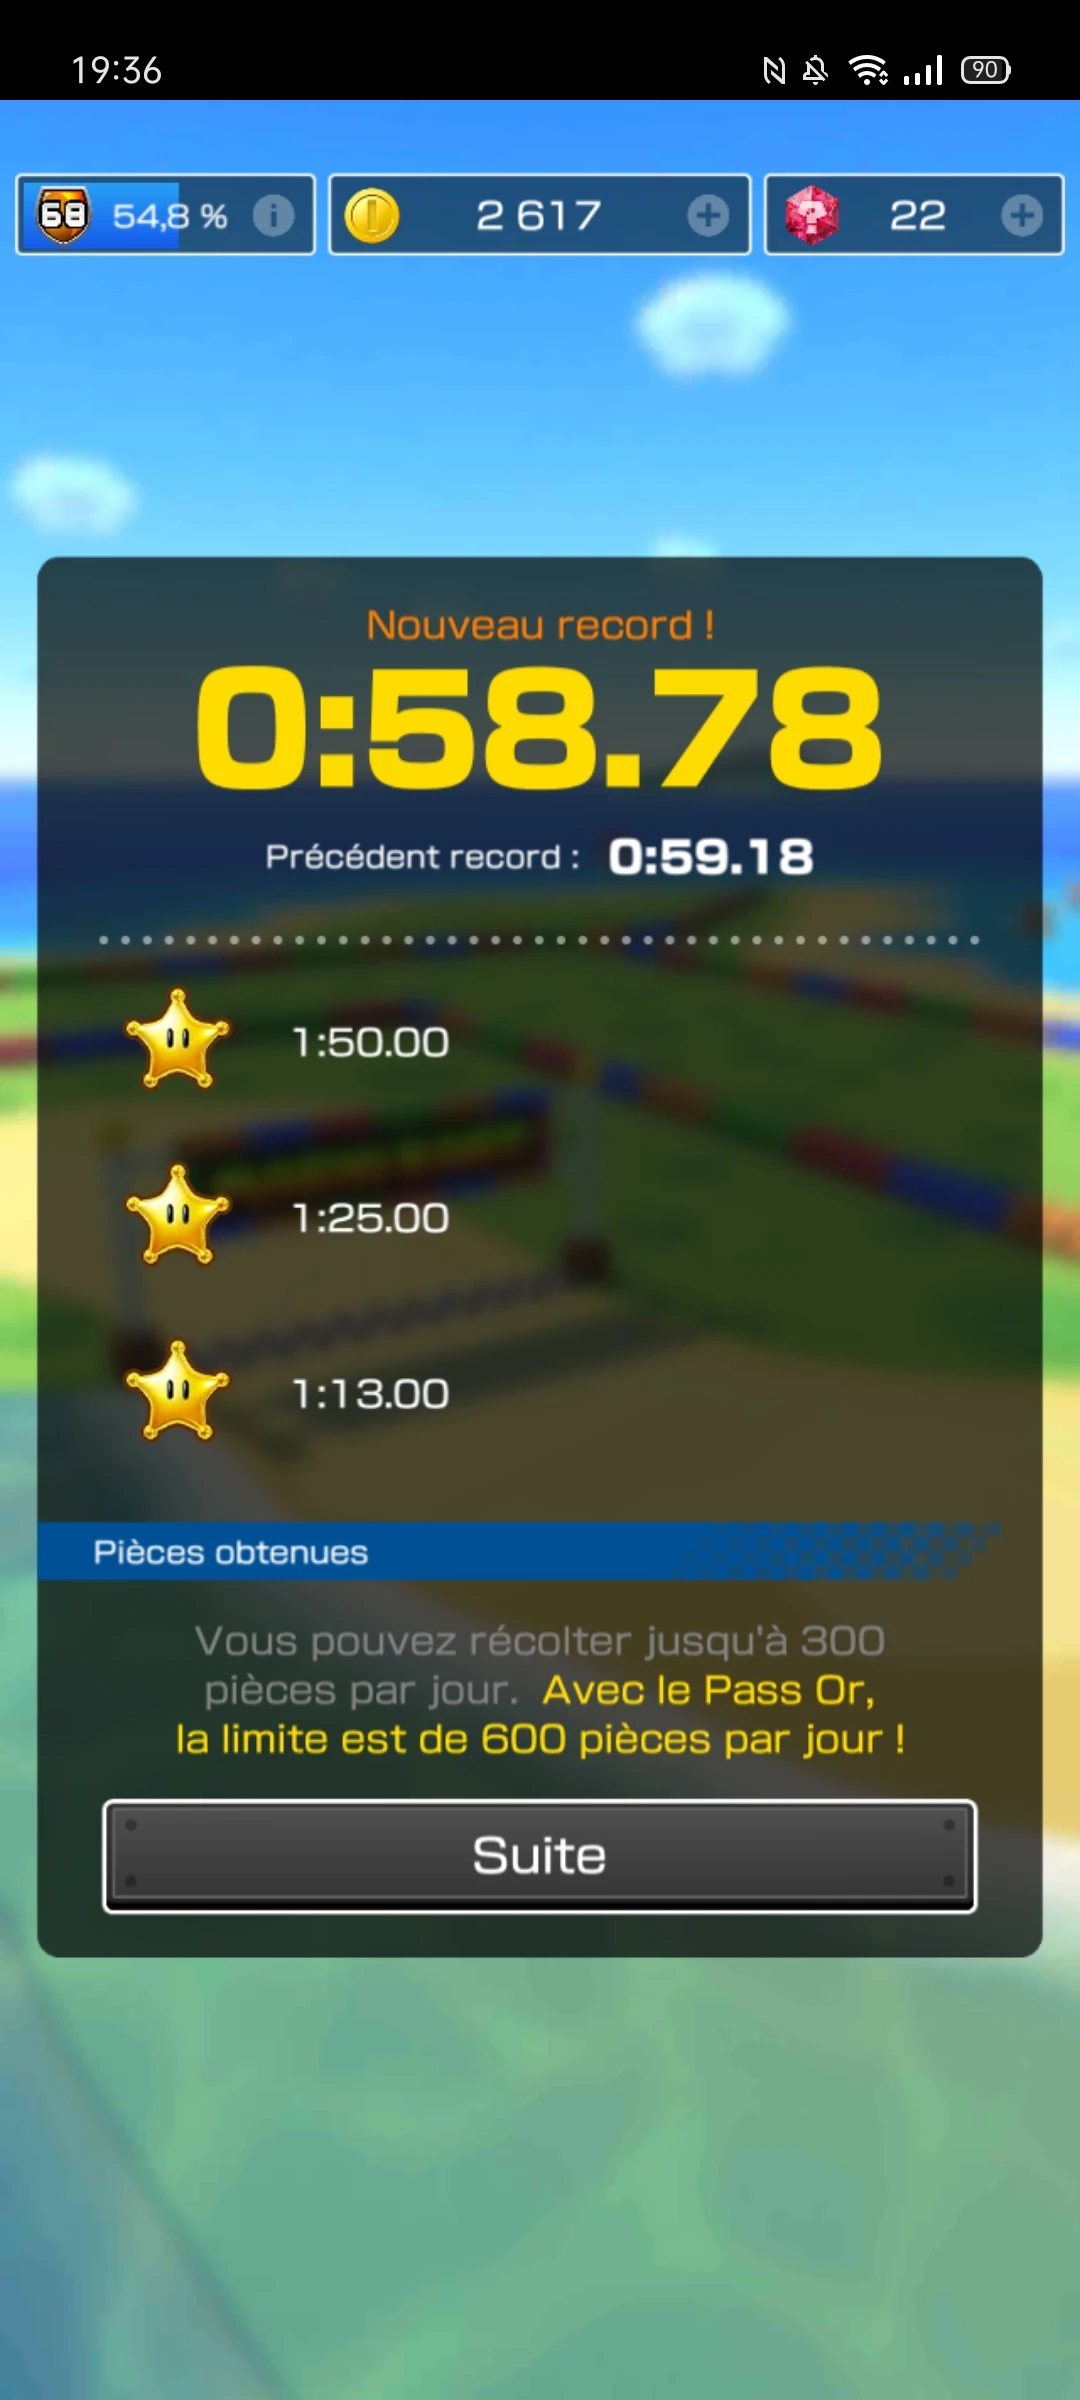 19:36
90
68 54,8 % i
2 617 +
22 +
Nouveau record !
0:58.78
Précédent record : 0:59.18
1:50.00
1:25.00
1:13.00
Pièces obtenues
Vous pouvez récolter jusqu'à 300
pièces par jour. Avec le Pass Or,
la limite est de 600 pièces par jour !
Suite